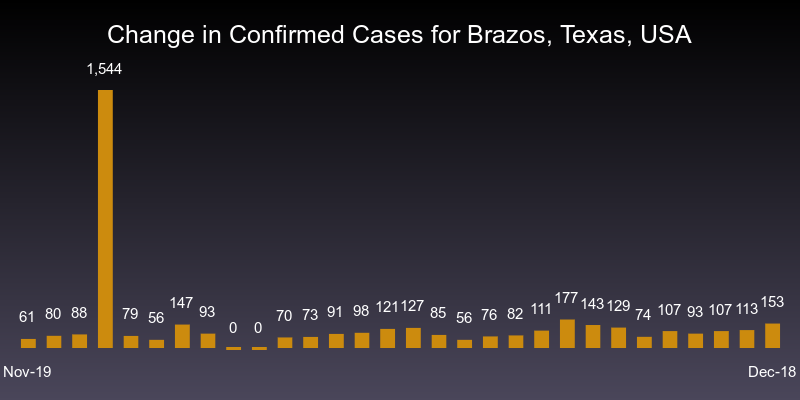 Change in Confirmed Cases for Brazos, Texas, USA
1,544
61 80 88 79 56 147 93 0 0 70 73 91 98 121 127 85 56 76 82 111 177 143 129 74 107 93 107 113 153
Nov-19 Dec-18